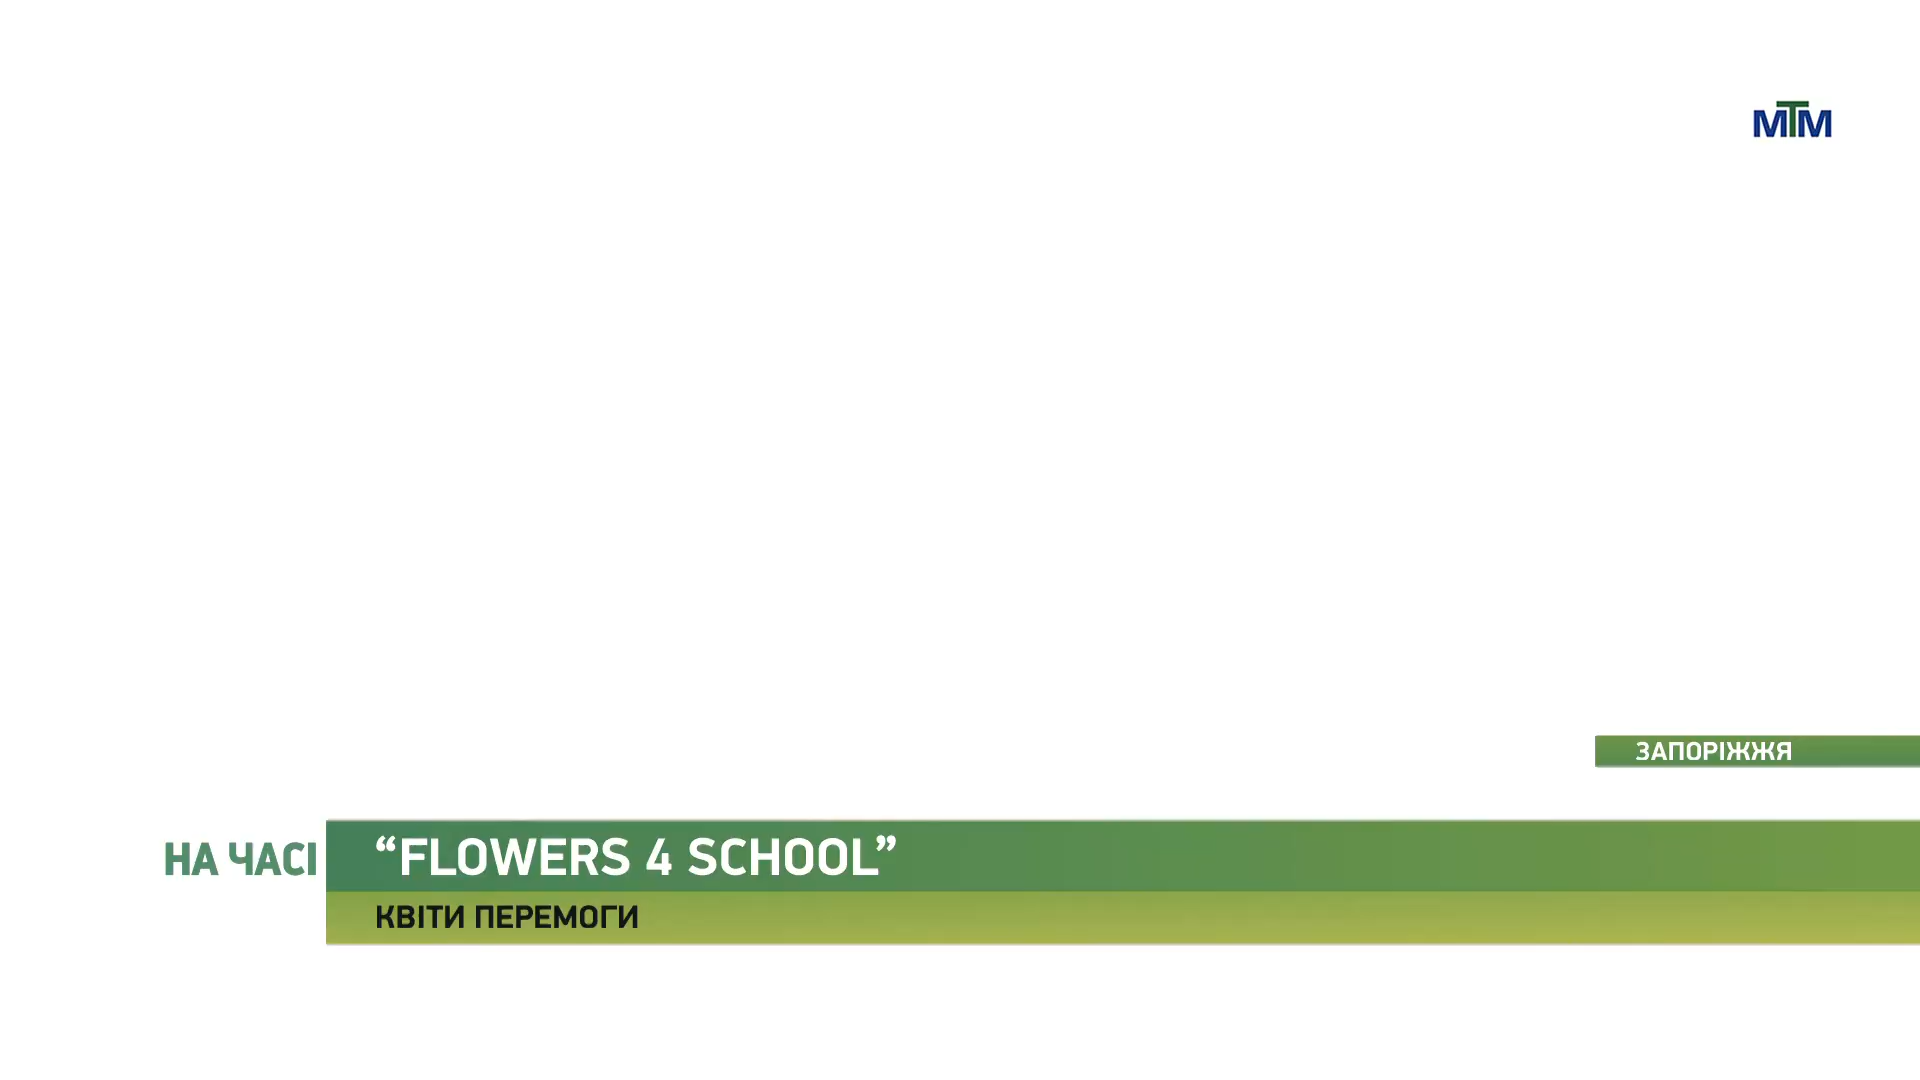 МТМ
ЗАПОРІЖЖЯ
НА ЧАСІ
“FLOWERS 4 SCHOOL”
КВІТИ ПЕРЕМОГИ